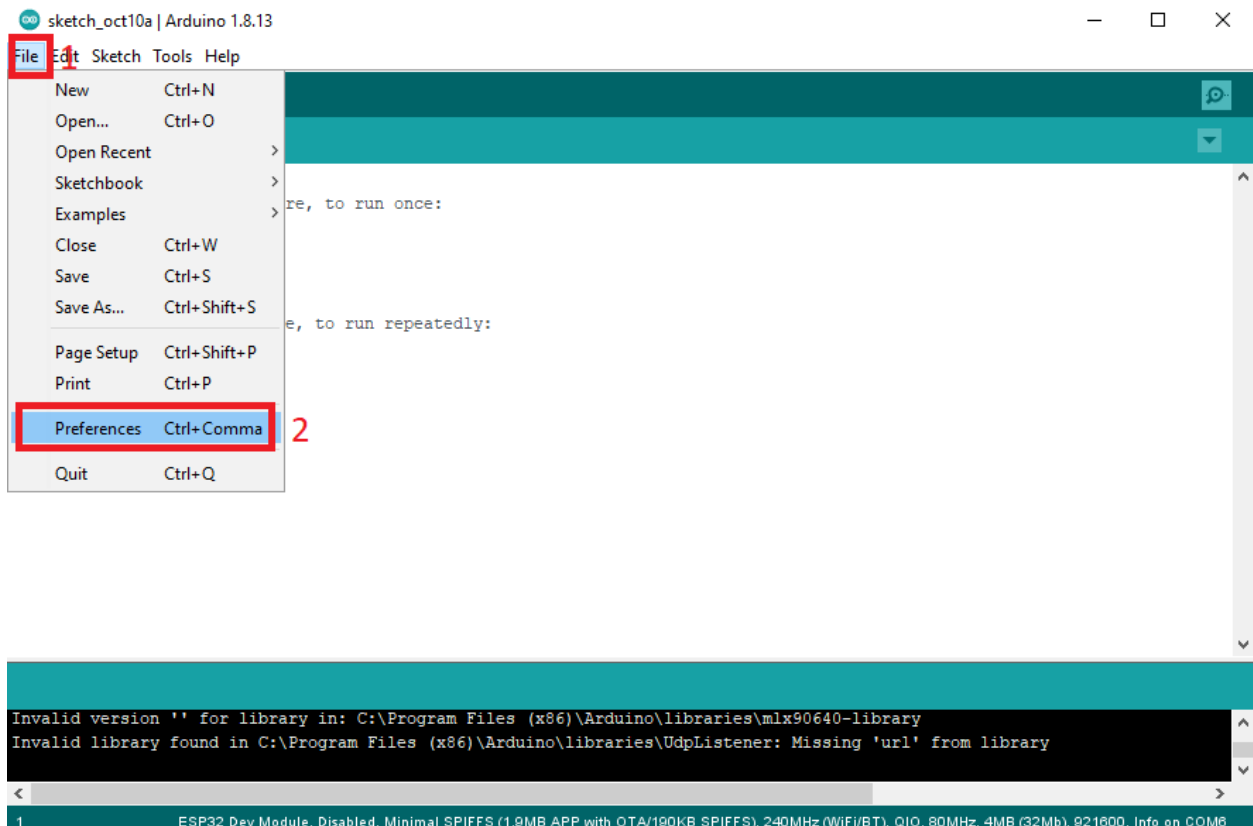 sketch_oct10a | Arduino 1.8.13
File Edit Sketch Tools Help
1
New Ctrl+N
Open... Ctrl+O
Open Recent >
Sketchbook >
Examples >
Close Ctrl+W
Save Ctrl+S
Save As... Ctrl+Shift+S
Page Setup Ctrl+Shift+P
Print Ctrl+P
Preferences Ctrl+Comma
2
Quit Ctrl+Q
re, to run once:
e, to run repeatedly:
Invalid version '' for library in: C:\Program Files (x86)\Arduino\libraries\mlx90640-library
Invalid library found in C:\Program Files (x86)\Arduino\libraries\UdpListener: Missing 'url' from library
1 ESP32 Dev Module, Disabled, Minimal SPIFFS (1.9MB APP with OTA/190KB SPIFFS), 240MHz (WiFi/BT), QIO, 80MHz, 4MB (32Mb), 921600, Info on COM6